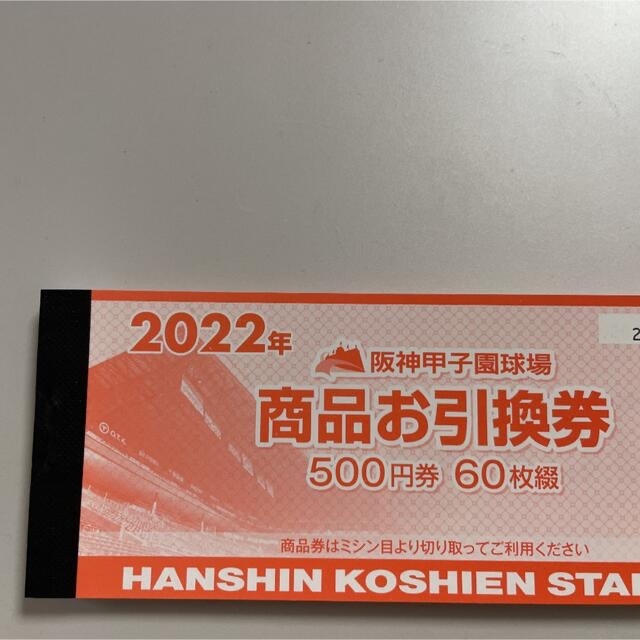 2022年
2
阪神甲子園球場
商品お引換券
500円券 60枚綴
商品券はミシン目より切り取ってご利用ください
HANSHIN KOSHIEN STA